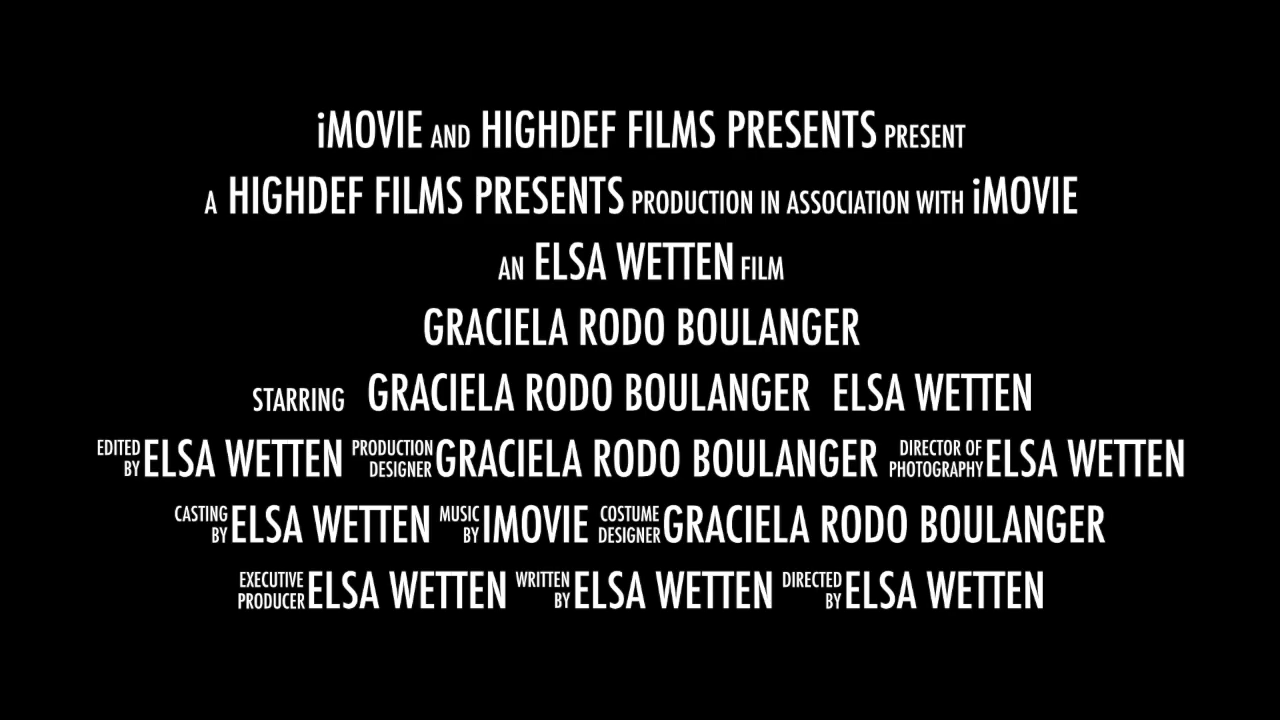 iMOVIE AND HIGHDEF FILMS PRESENTS PRESENT
A HIGHDEF FILMS PRESENTS PRODUCTION IN ASSOCIATION WITH iMOVIE
AN ELSA WETTEN FILM
GRACIELA RODO BOULANGER
STARRING GRACIELA RODO BOULANGER ELSA WETTEN
EDITED BY ELSA WETTEN PRODUCTION DESIGNER GRACIELA RODO BOULANGER DIRECTOR OF PHOTOGRAPHY ELSA WETTEN
CASTING BY ELSA WETTEN MUSIC BY IMOVIE COSTUME DESIGNER GRACIELA RODO BOULANGER
EXECUTIVE PRODUCER ELSA WETTEN WRITTEN BY ELSA WETTEN DIRECTED BY ELSA WETTEN